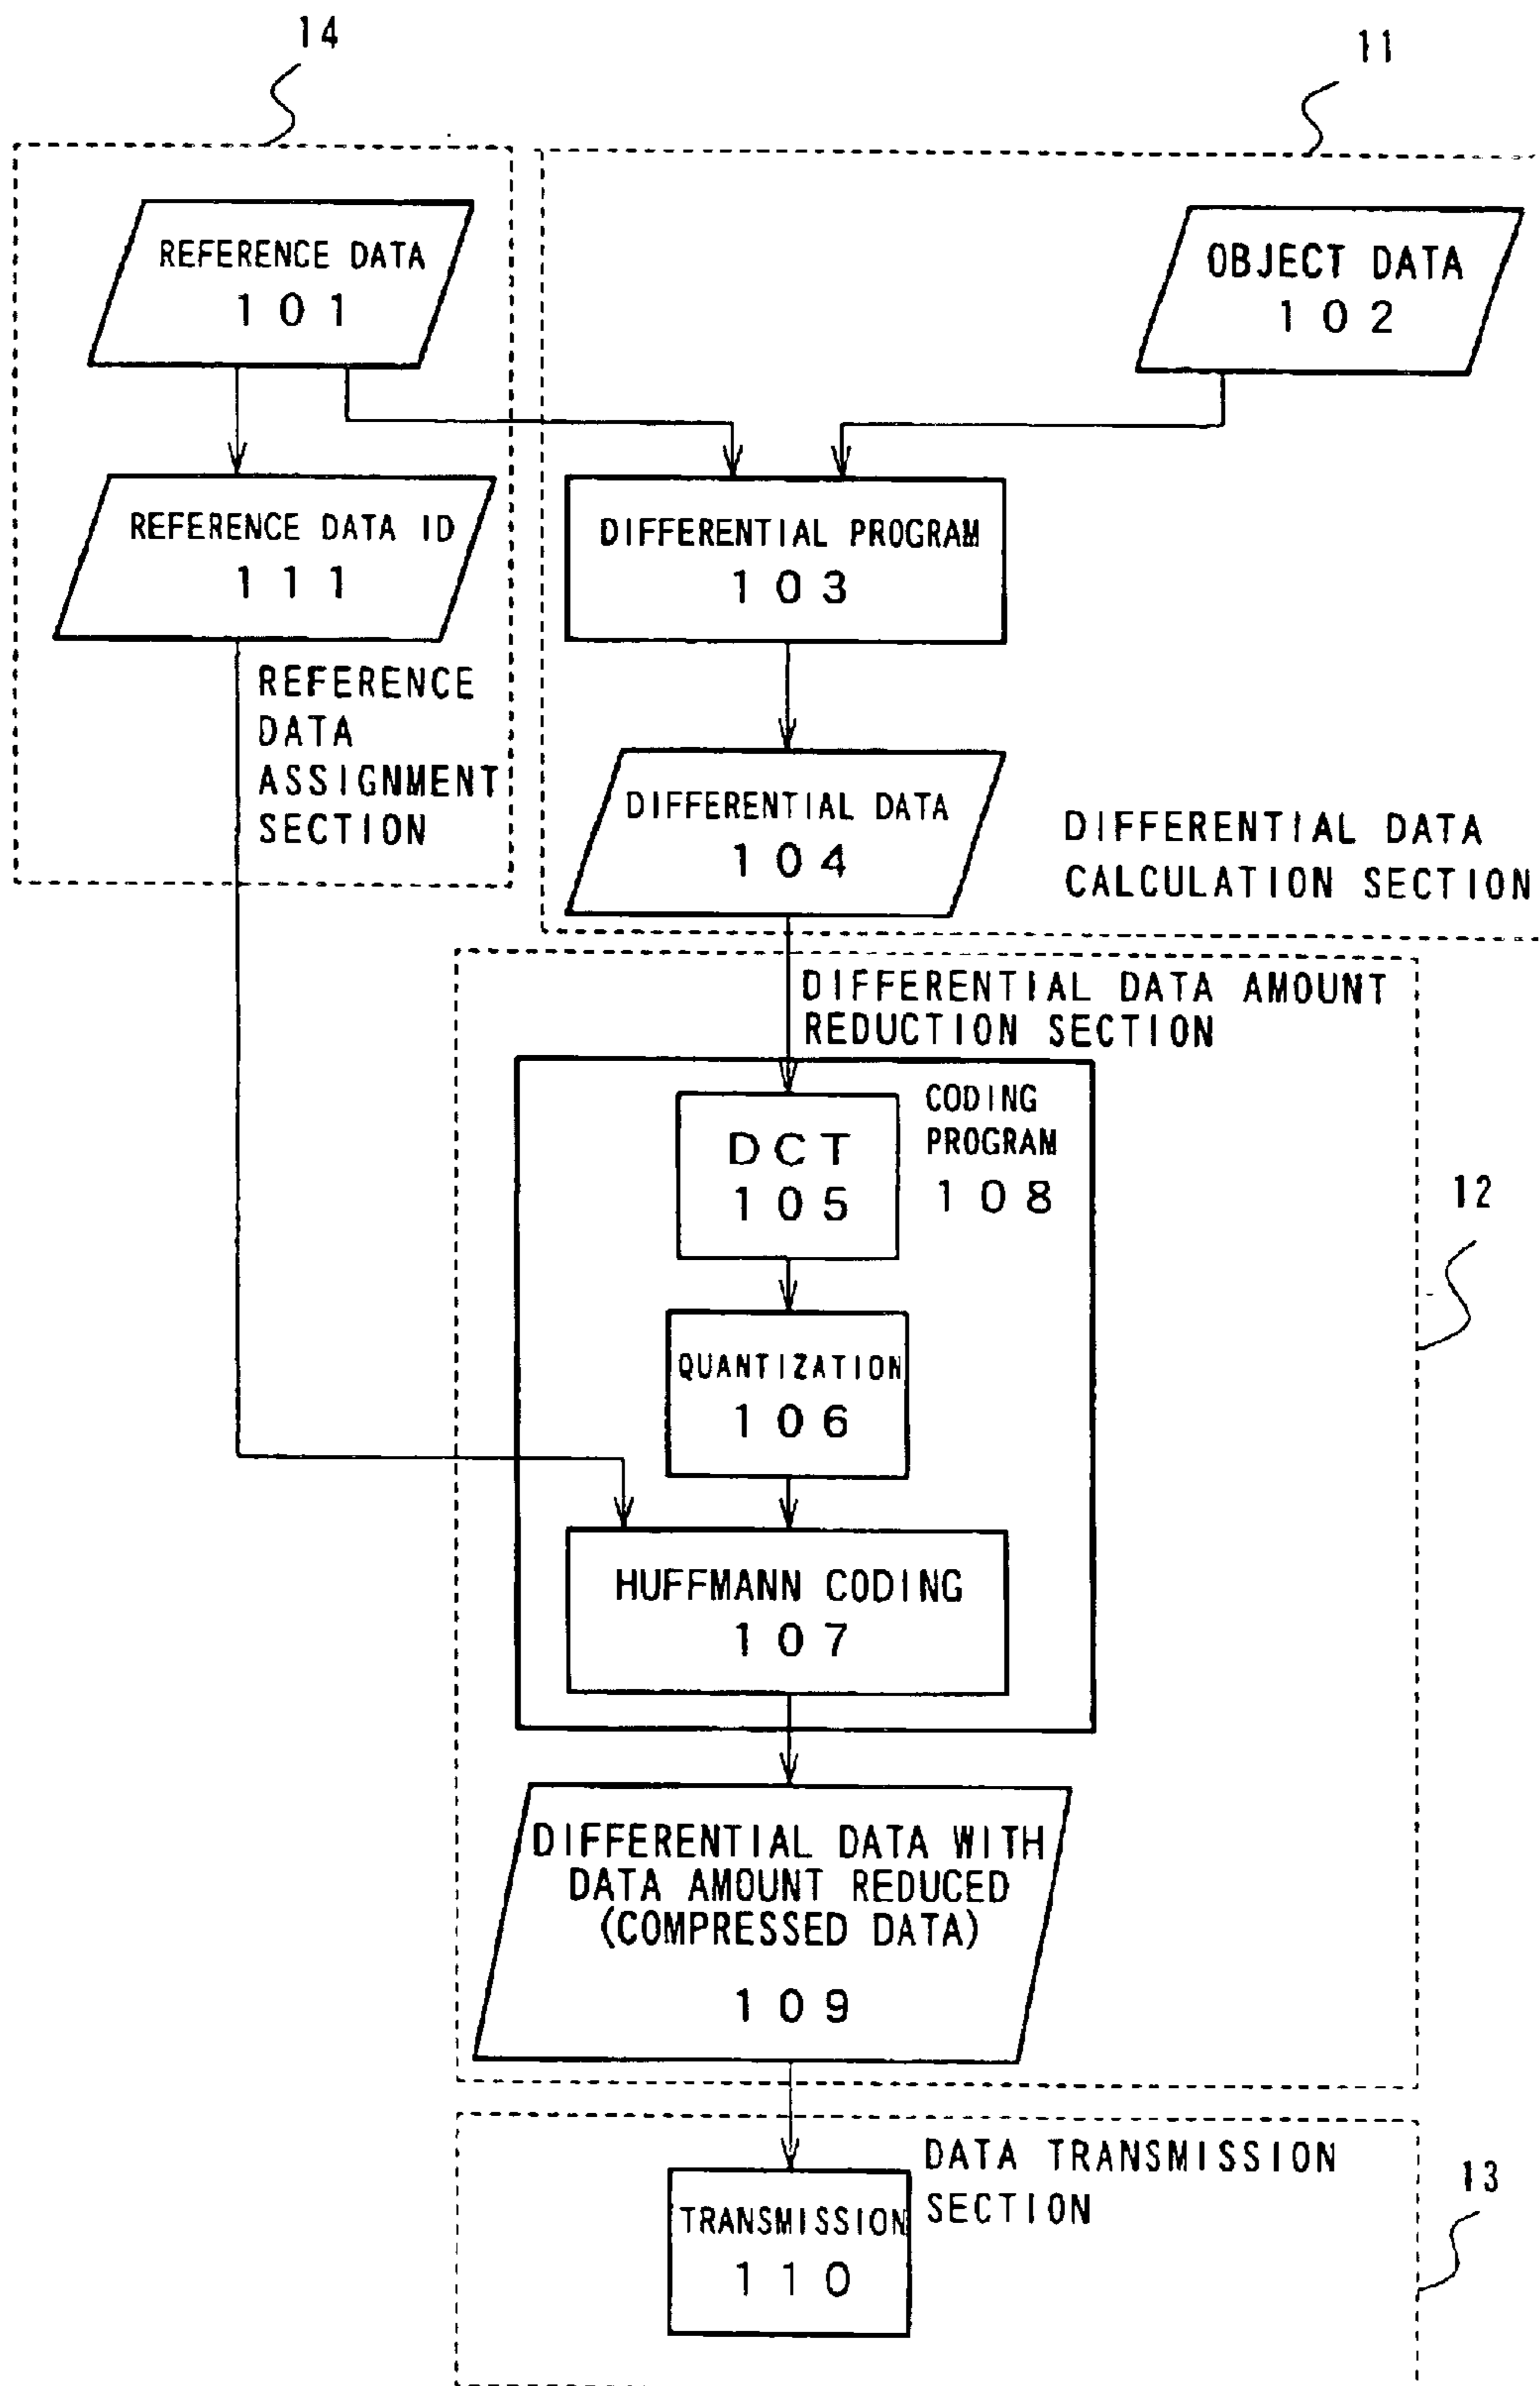 14
11
REFERENCE DATA
101
OBJECT DATA
102
REFERENCE DATA ID
111
DIFFERENTIAL PROGRAM
103
REFERENCE
DATA
ASSIGNMENT
SECTION
DIFFERENTIAL DATA
104
DIFFERENTIAL DATA
CALCULATION SECTION
DIFFERENTIAL DATA AMOUNT
REDUCTION SECTION
DCT
105
CODING
PROGRAM
108
12
QUANTIZATION
106
HUFFMANN CODING
107
DIFFERENTIAL DATA WITH
DATA AMOUNT REDUCED
(COMPRESSED DATA)
109
DATA TRANSMISSION
SECTION
13
TRANSMISSION
110